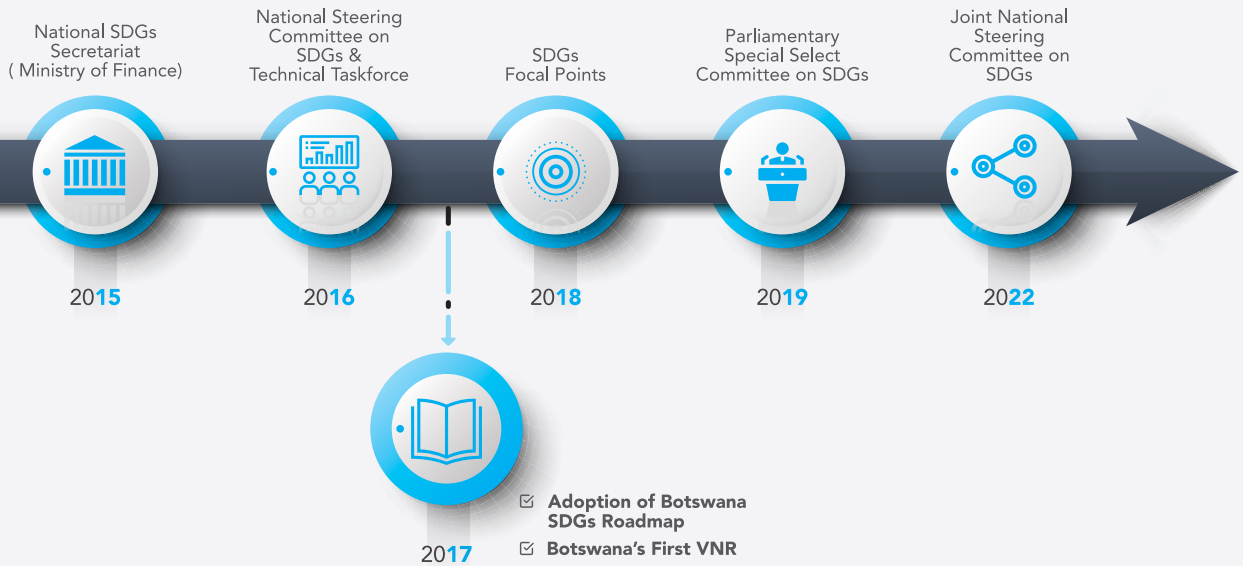 National SDGs
Secretariat
( Ministry of Finance)
2015
National Steering
Committee on
SDGs &
Technical Taskforce
2016
SDGs
Focal Points
2018
Parliamentary
Special Select
Committee on SDGs
2019
Joint National
Steering
Committee on
SDGs
2022
2017
Adoption of Botswana
SDGs Roadmap
Botswana's First VNR